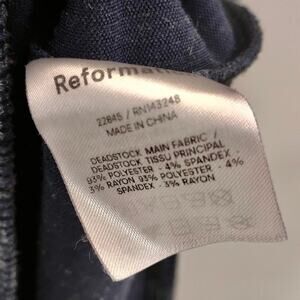 Reformat
22845 / RN143248
MADE IN CHINA
DEADSTOCK MAIN FABRIC /
DEADSTOCK TISSU PRINCIPAL
93% POLYESTER - 4% SPANDEX -
3% RAYON 93% POLYESTER - 4%
SPANDEX - 3% RAYON